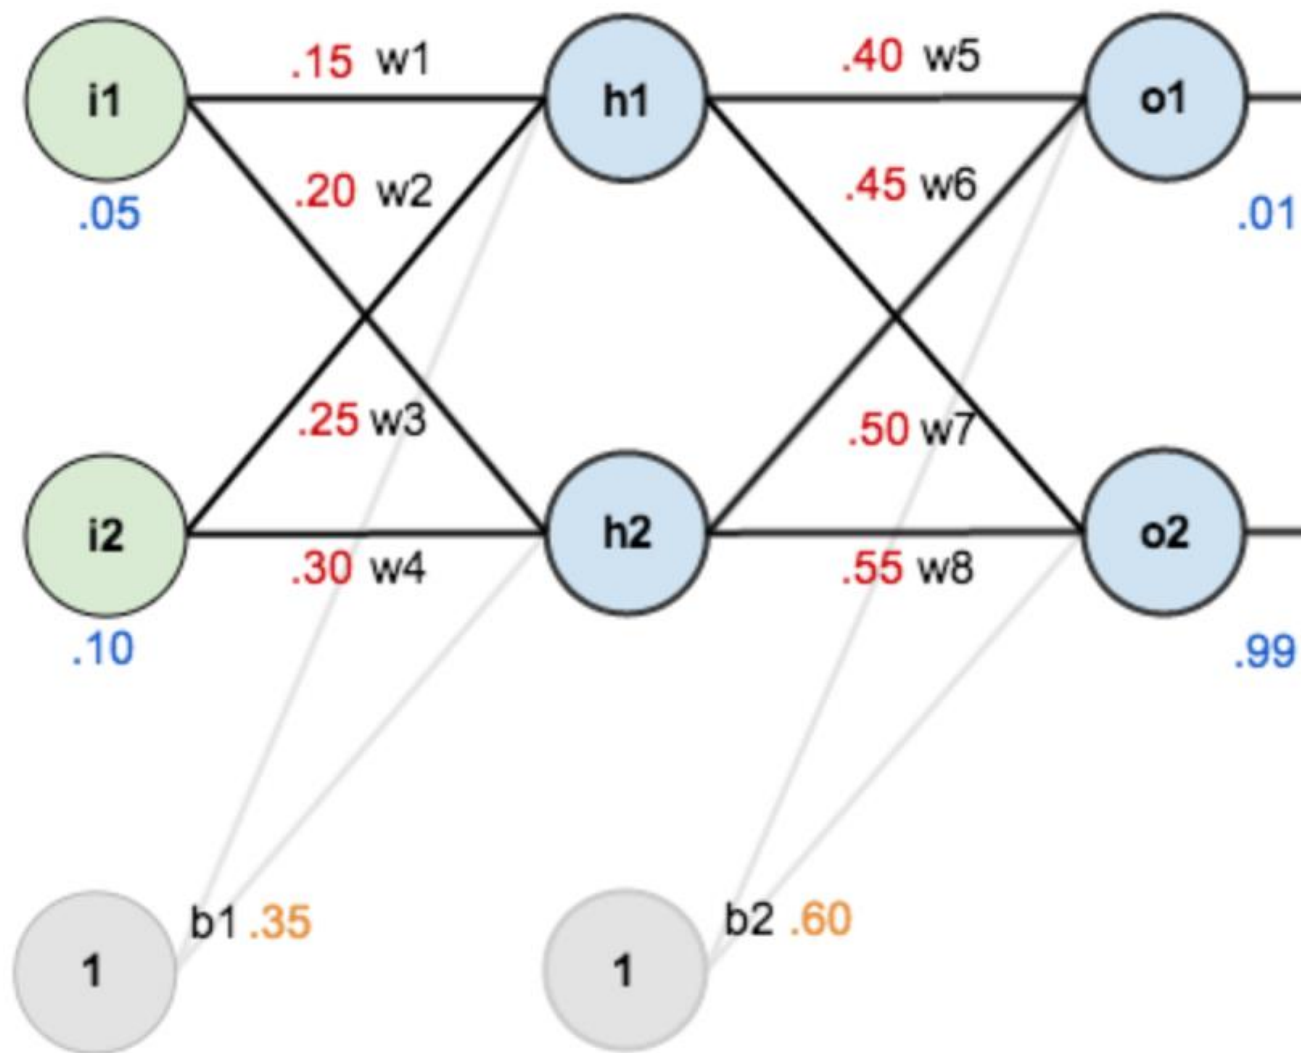 i1
.15 w1
h1
.40 w5
o1
.05
.20 w2
.45 w6
.01
.25 w3
.50 w7
i2
h2
o2
.30 w4
.55 w8
.10
.99
b1 .35
b2 .60
1
1